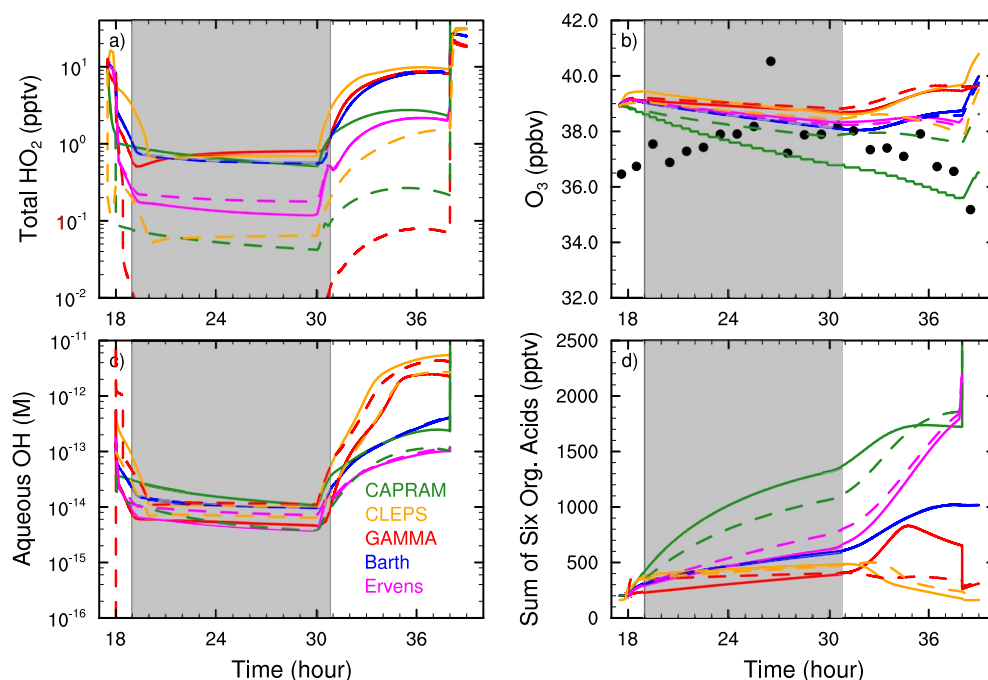 a)
Total HO2 (pptv)
10^1
10^0
10^-1
10^-2
18 24 30 36
b)
O3 (ppbv)
42.0
40.0
38.0
36.0
34.0
32.0
18 24 30 36
c)
Aqueous OH (M)
10^-11
10^-12
10^-13
10^-14
10^-15
10^-16
CAPRAM
CLEPS
GAMMA
Barth
Ervens
18 24 30 36
Time (hour)
d)
Sum of Six Org. Acids (pptv)
2500
2000
1500
1000
500
0
18 24 30 36
Time (hour)